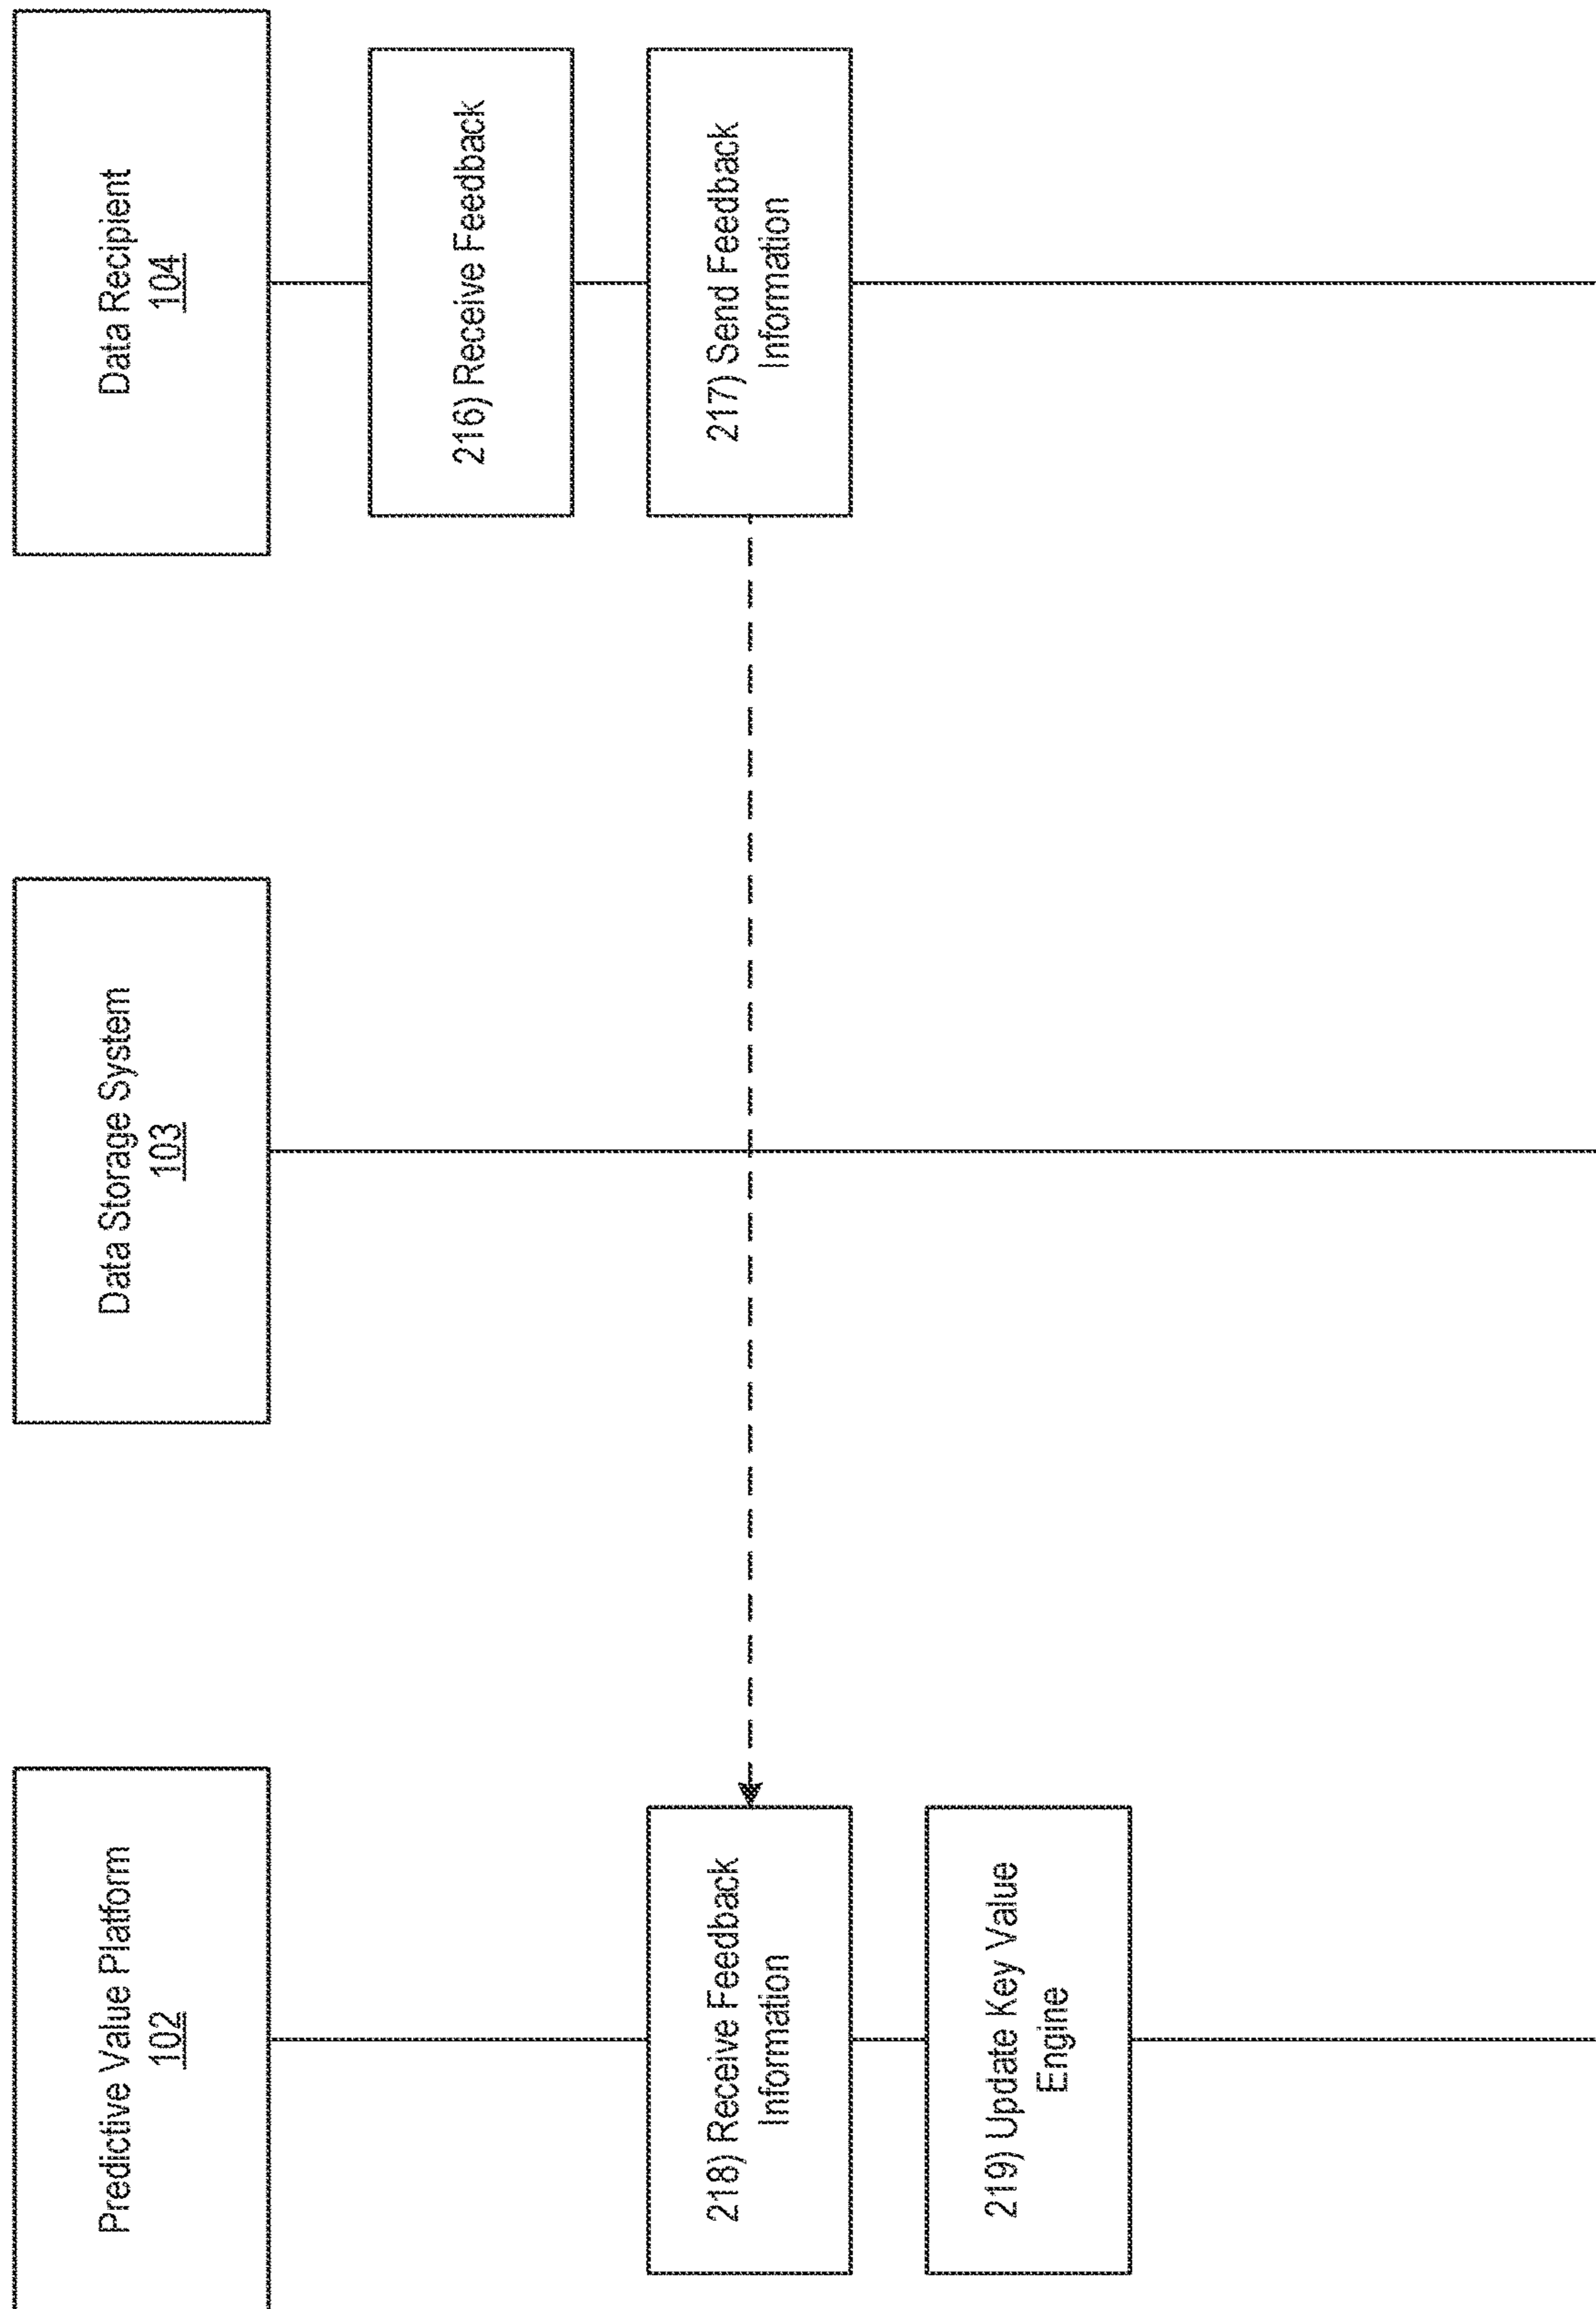 Predictive Value Platform
102
Data Storage System
103
Data Recipient
104
216) Receive Feedback
217) Send Feedback
Information
218) Receive Feedback
Information
219) Update Key Value
Engine